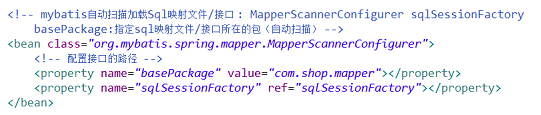 <!-- mybatis自动扫描加载Sql映射文件/接口 : MapperScannerConfigurer sqlSessionFactory
basePackage:指定sql映射文件/接口所在的包（自动扫描） -->
<bean class="org.mybatis.spring.mapper.MapperScannerConfigurer">
<!-- 配置接口的路径 -->
<property name="basePackage" value="com.shop.mapper"></property>
<property name="sqlSessionFactory" ref="sqlSessionFactory"></property>
</bean>